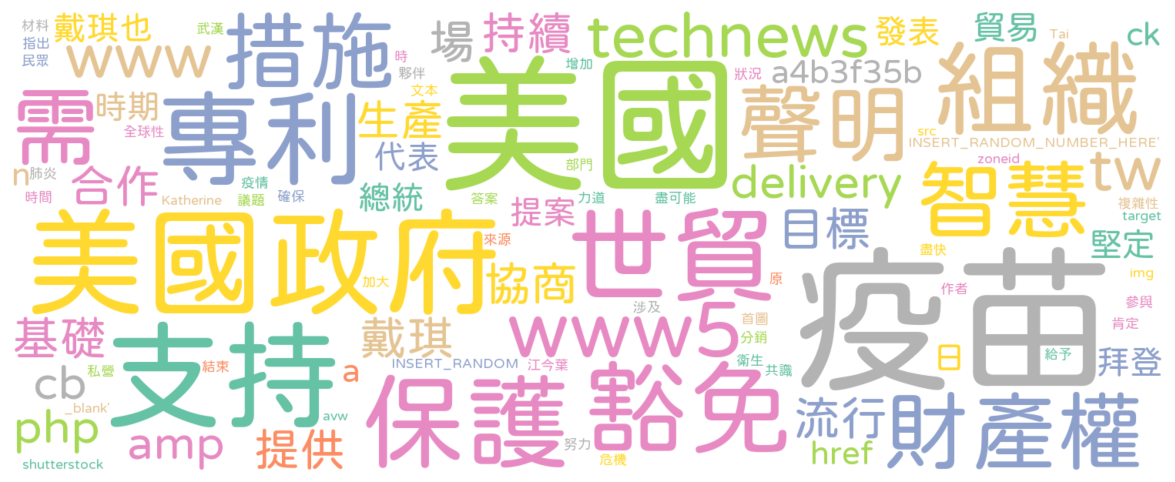 材料
戴琪也
武漢
措施
場
持續
technews
發表
貿易
Tai
ck
指出
民眾
www
時
夥伴
增加
美國
狀況
a4b3f35b
組織
需
時期
專利
文本
生產
聲明
全球性
代表
src
INSERT_RANDOM_NUMBER_HERE'
zoneid
n
肺炎
合作
疫情
部門
delivery
智慧
tw
時間
Katherine
議題
確保
總統
答案
提案
力道
盡可能
目標
複雜性
target
美國政府
來源
世貿
堅定
加大
協商
原
疫苗
盡快
img
作者
參與
基礎
支持
戴琪
www5
涉及
首圖
分銷
肯定
日
給予
拜登
cb
私營
結束
a
INSERT_RANDOM
江今葉
衛生
共識
_blank'
php
amp
avw
提供
保護
豁免
努力
危機
流行
href
財產權
shutterstock